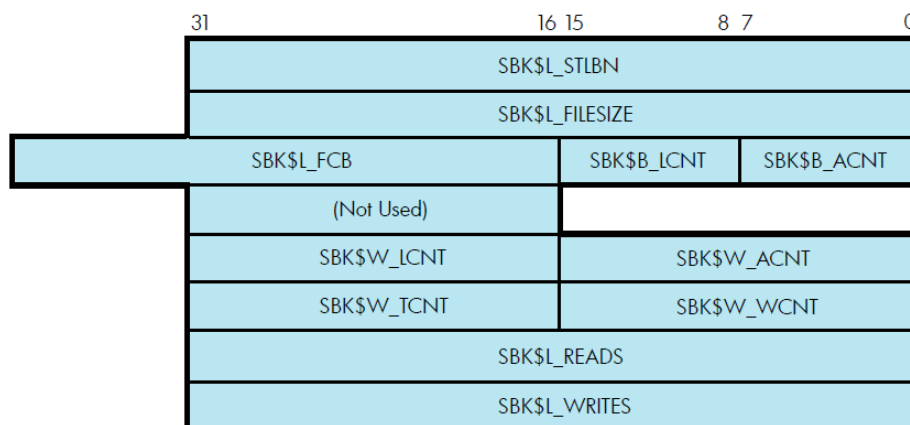 31 16 15 8 7 0
SBK$L_STLBN
SBK$L_FILESIZE
SBK$L_FCB SBK$B_LCNT SBK$B_ACNT
(Not Used)
SBK$W_LCNT SBK$W_ACNT
SBK$W_TCNT SBK$W_WCNT
SBK$L_READS
SBK$L_WRITES